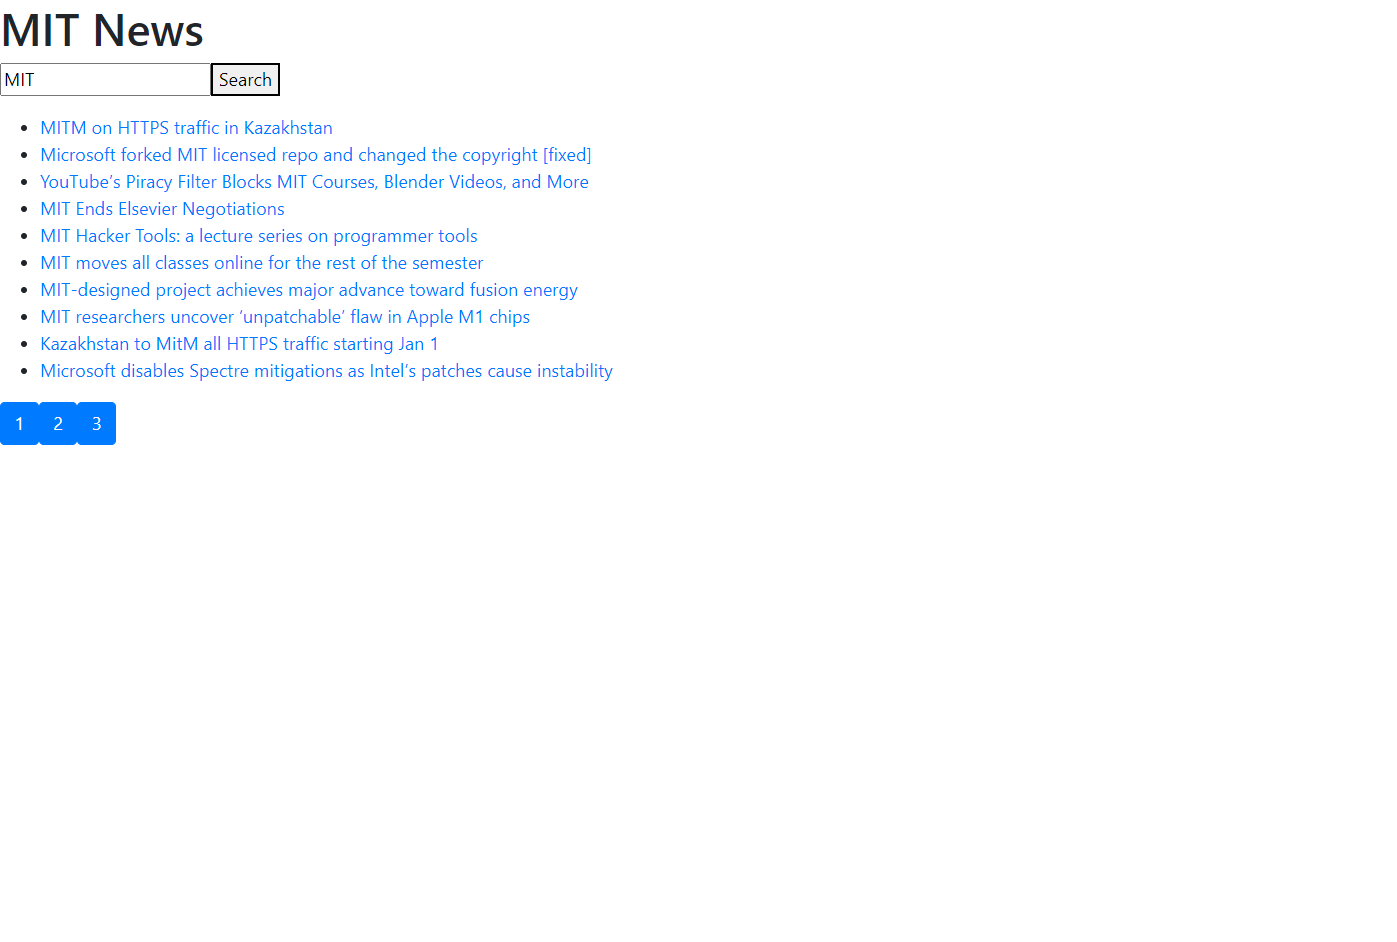 MIT News
MIT Search
MITM on HTTPS traffic in Kazakhstan
Microsoft forked MIT licensed repo and changed the copyright [fixed]
YouTube’s Piracy Filter Blocks MIT Courses, Blender Videos, and More
MIT Ends Elsevier Negotiations
MIT Hacker Tools: a lecture series on programmer tools
MIT moves all classes online for the rest of the semester
MIT-designed project achieves major advance toward fusion energy
MIT researchers uncover ‘unpatchable’ flaw in Apple M1 chips
Kazakhstan to MitM all HTTPS traffic starting Jan 1
Microsoft disables Spectre mitigations as Intel’s patches cause instability
1 2 3